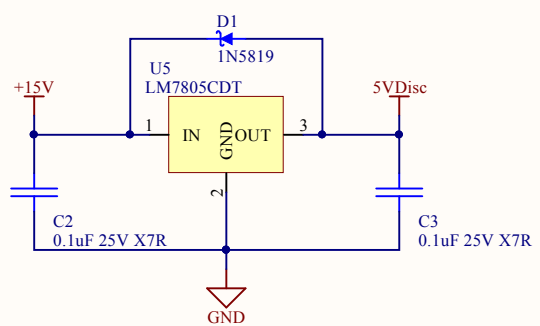 D1
1N5819
U5
LM7805CDT
+15V
5VDisc
1
IN
GND
OUT
3
2
C2
0.1uF 25V X7R
C3
0.1uF 25V X7R
GND